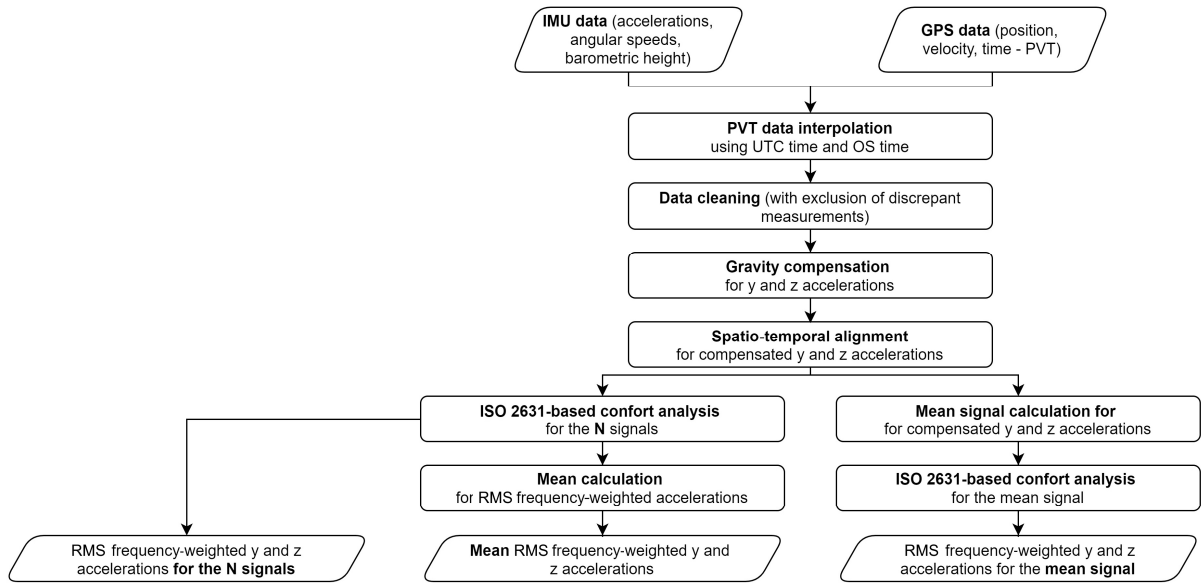 IMU data (accelerations,
angular speeds,
barometric height)
GPS data (position,
velocity, time - PVT)
PVT data interpolation
using UTC time and OS time
Data cleaning (with exclusion of discrepant
measurements)
Gravity compensation
for y and z accelerations
Spatio-temporal alignment
for compensated y and z accelerations
ISO 2631-based confort analysis
for the N signals
Mean signal calculation for
for compensated y and z accelerations
Mean calculation
for RMS frequency-weighted accelerations
ISO 2631-based confort analysis
for the mean signal
RMS frequency-weighted y and z
accelerations for the N signals
Mean RMS frequency-weighted y and
z accelerations
RMS frequency-weighted y and z
accelerations for the mean signal